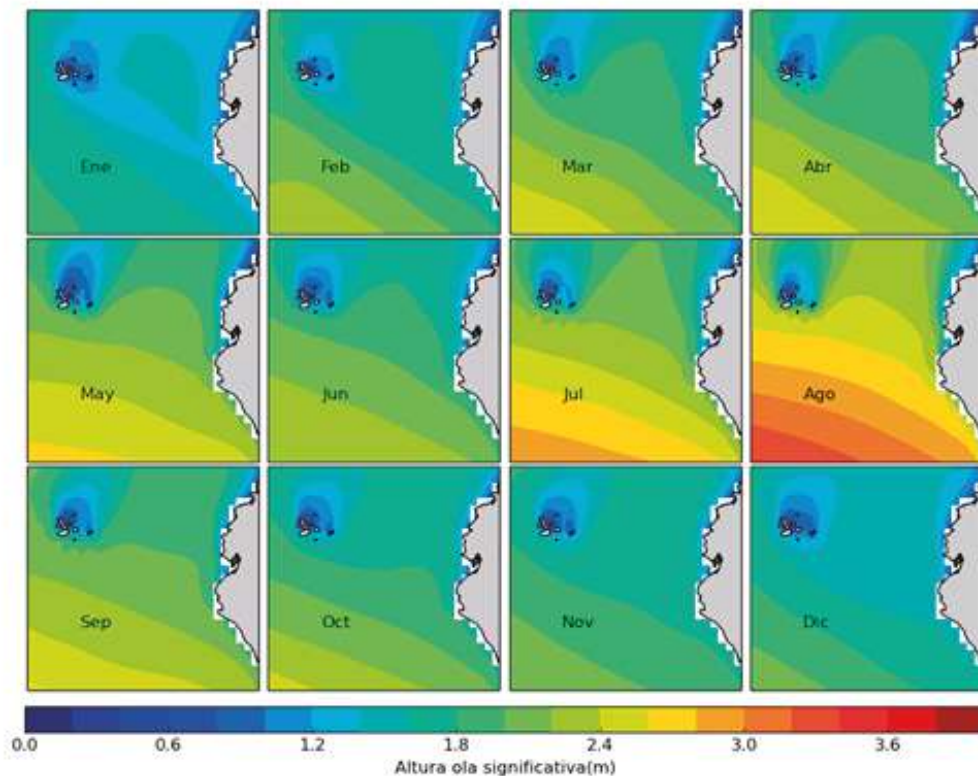 Ene
Feb
Mar
Abr
May
Jun
Jul
Ago
Sep
Oct
Nov
Dic
0.0 0.6 1.2 1.8 2.4 3.0 3.6
Altura ola significativa(m)